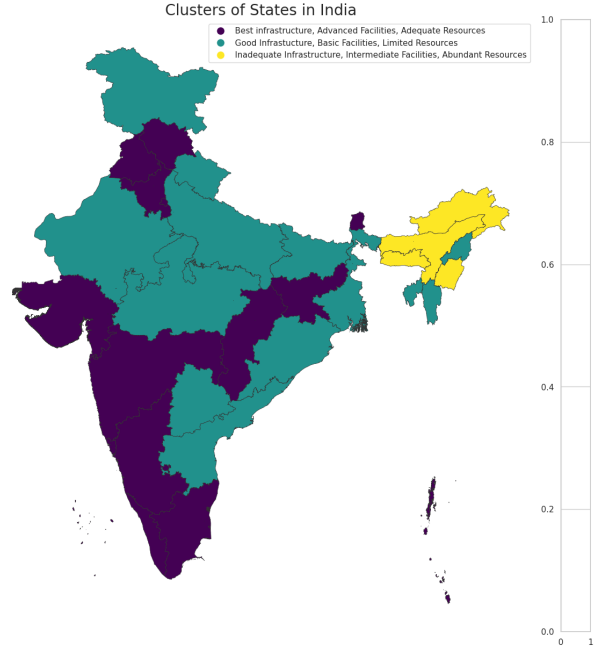 Clusters of States in India
Best infrastructure, Advanced Facilities, Adequate Resources
Good Infrastucture, Basic Facilities, Limited Resources
Inadequate Infrastructure, Intermediate Facilities, Abundant Resources
1.0
0.8
0.6
0.4
0.2
0.0
0 1